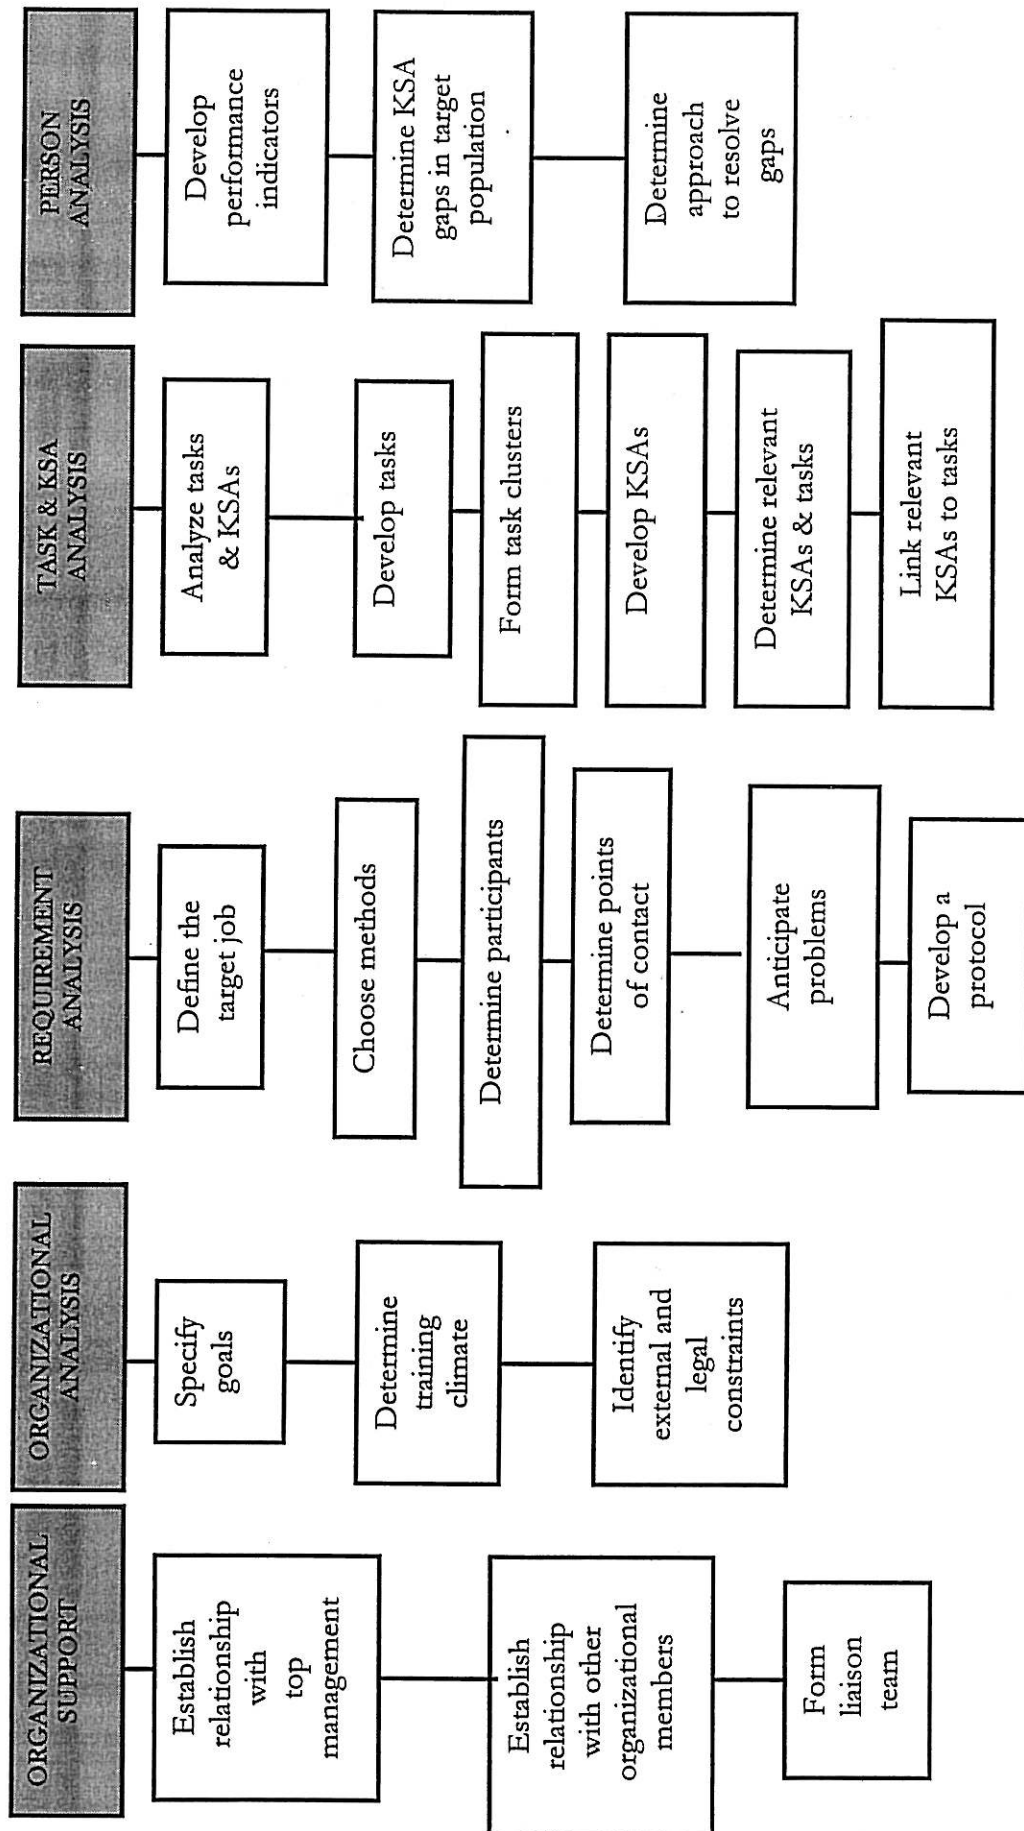 ORGANIZATIONAL
SUPPORT
Establish
relationship
with
top
management
Establish
relationship
with other
organizational
members
Form
liaison
team
ORGANIZATIONAL
ANALYSIS
Specify
goals
Determine
training
climate
Identify
external and
legal
constraints
REQUIREMENT
ANALYSIS
Define the
target job
Choose methods
Determine participants
Determine points
of contact
Anticipate
problems
Develop a
protocol
TASK & KSA
ANALYSIS
Analyze tasks
& KSAs
Develop tasks
Form task clusters
Develop KSAs
Determine relevant
KSAs & tasks
Link relevant
KSAs to tasks
PERSON
ANALYSIS
Develop
performance
indicators
Determine KSA
gaps in target
population
Determine
approach
to resolve
gaps